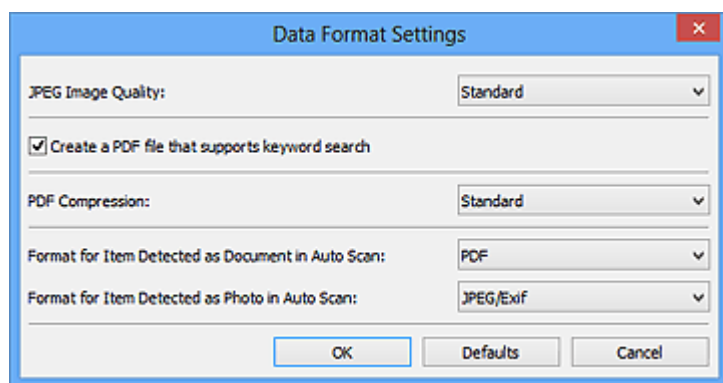 Data Format Settings
JPEG Image Quality: Standard
Create a PDF file that supports keyword search
PDF Compression: Standard
Format for Item Detected as Document in Auto Scan: PDF
Format for Item Detected as Photo in Auto Scan: JPEG/Exif
OK Defaults Cancel